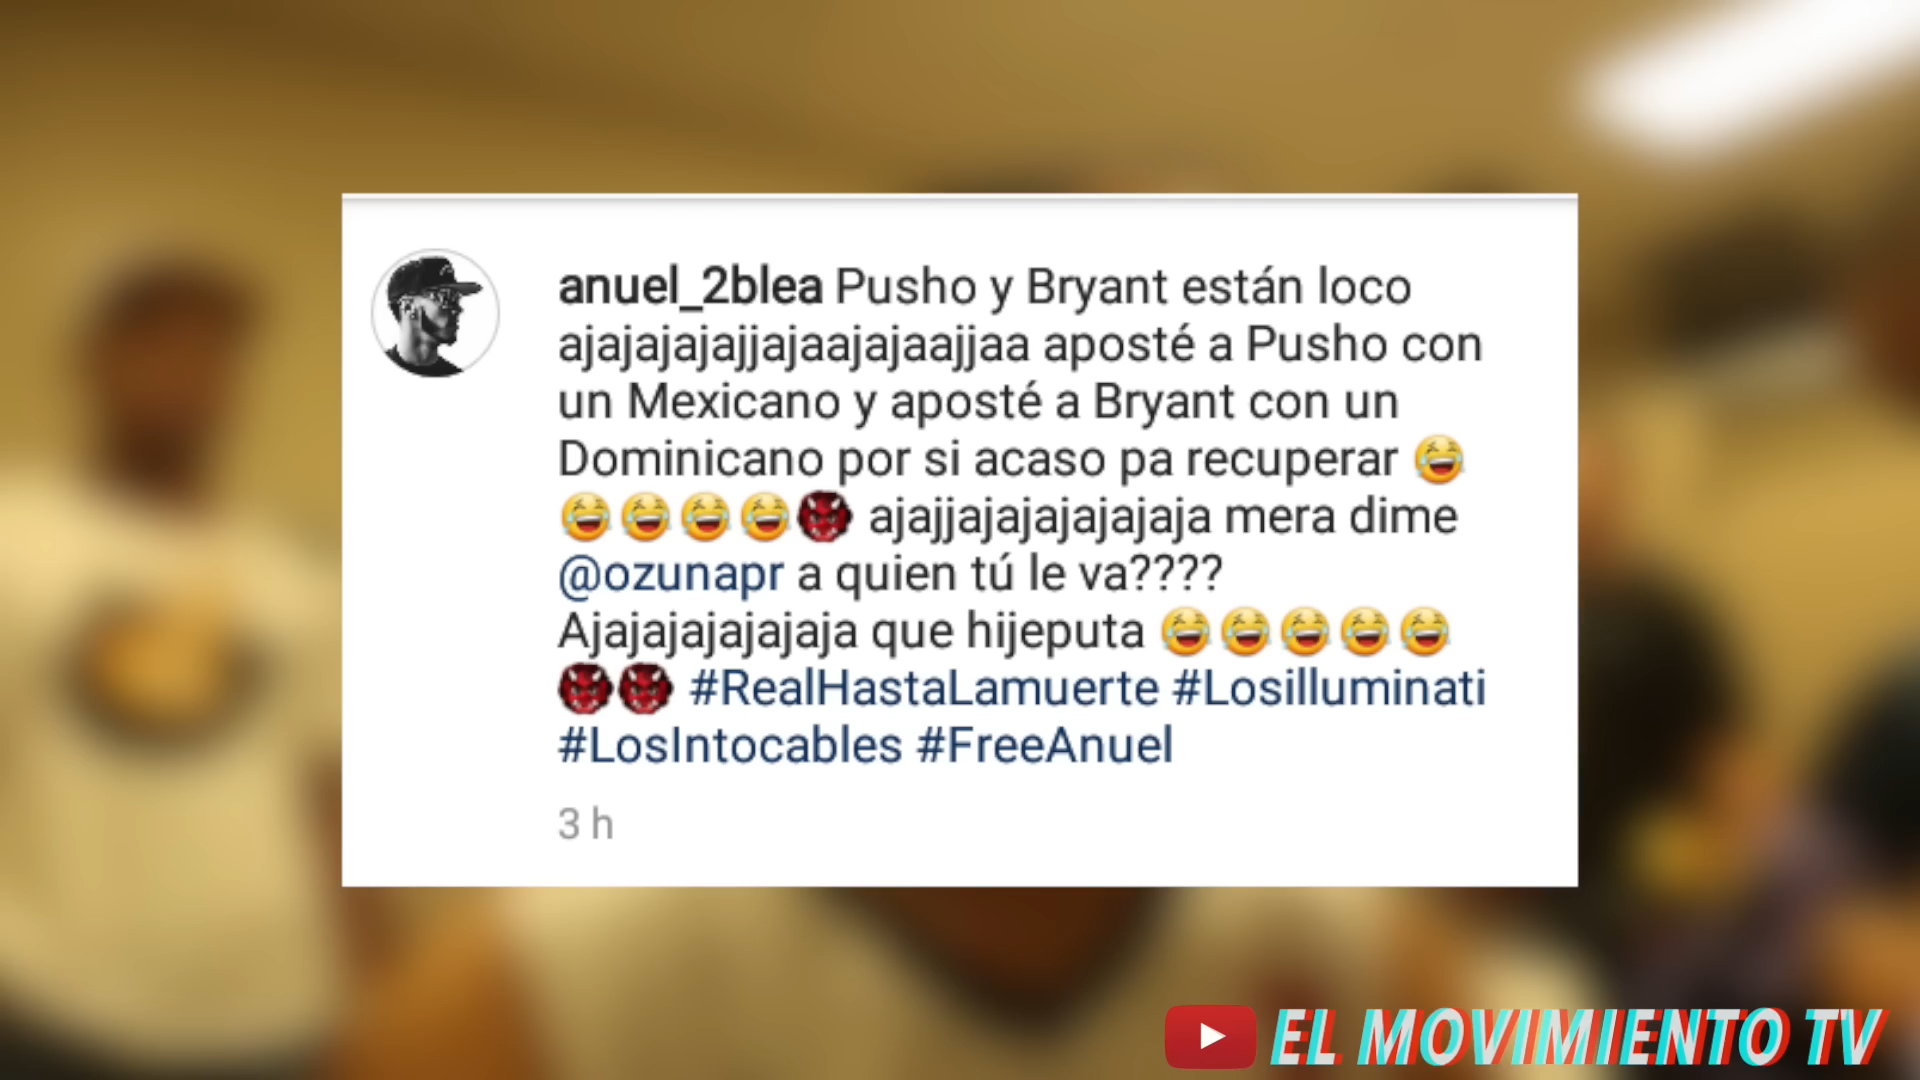 anuel_2blea Pusho y Bryant están loco
ajajajajajjajaajajaajjaa aposté a Pusho con
un Mexicano y aposté a Bryant con un
Dominicano por si acaso pa recuperar 😆
😆😆😆😆👹 ajajjajajajajajaja mera dime
@ozunapr a quien tú le va????
Ajajajajajajaja que hijeputa 😆😆😆😆😆
👹👹 #RealHastaLamuerte #Losilluminati
#LosIntocables #FreeAnuel
3 h
EL MOVIMIENTO TV